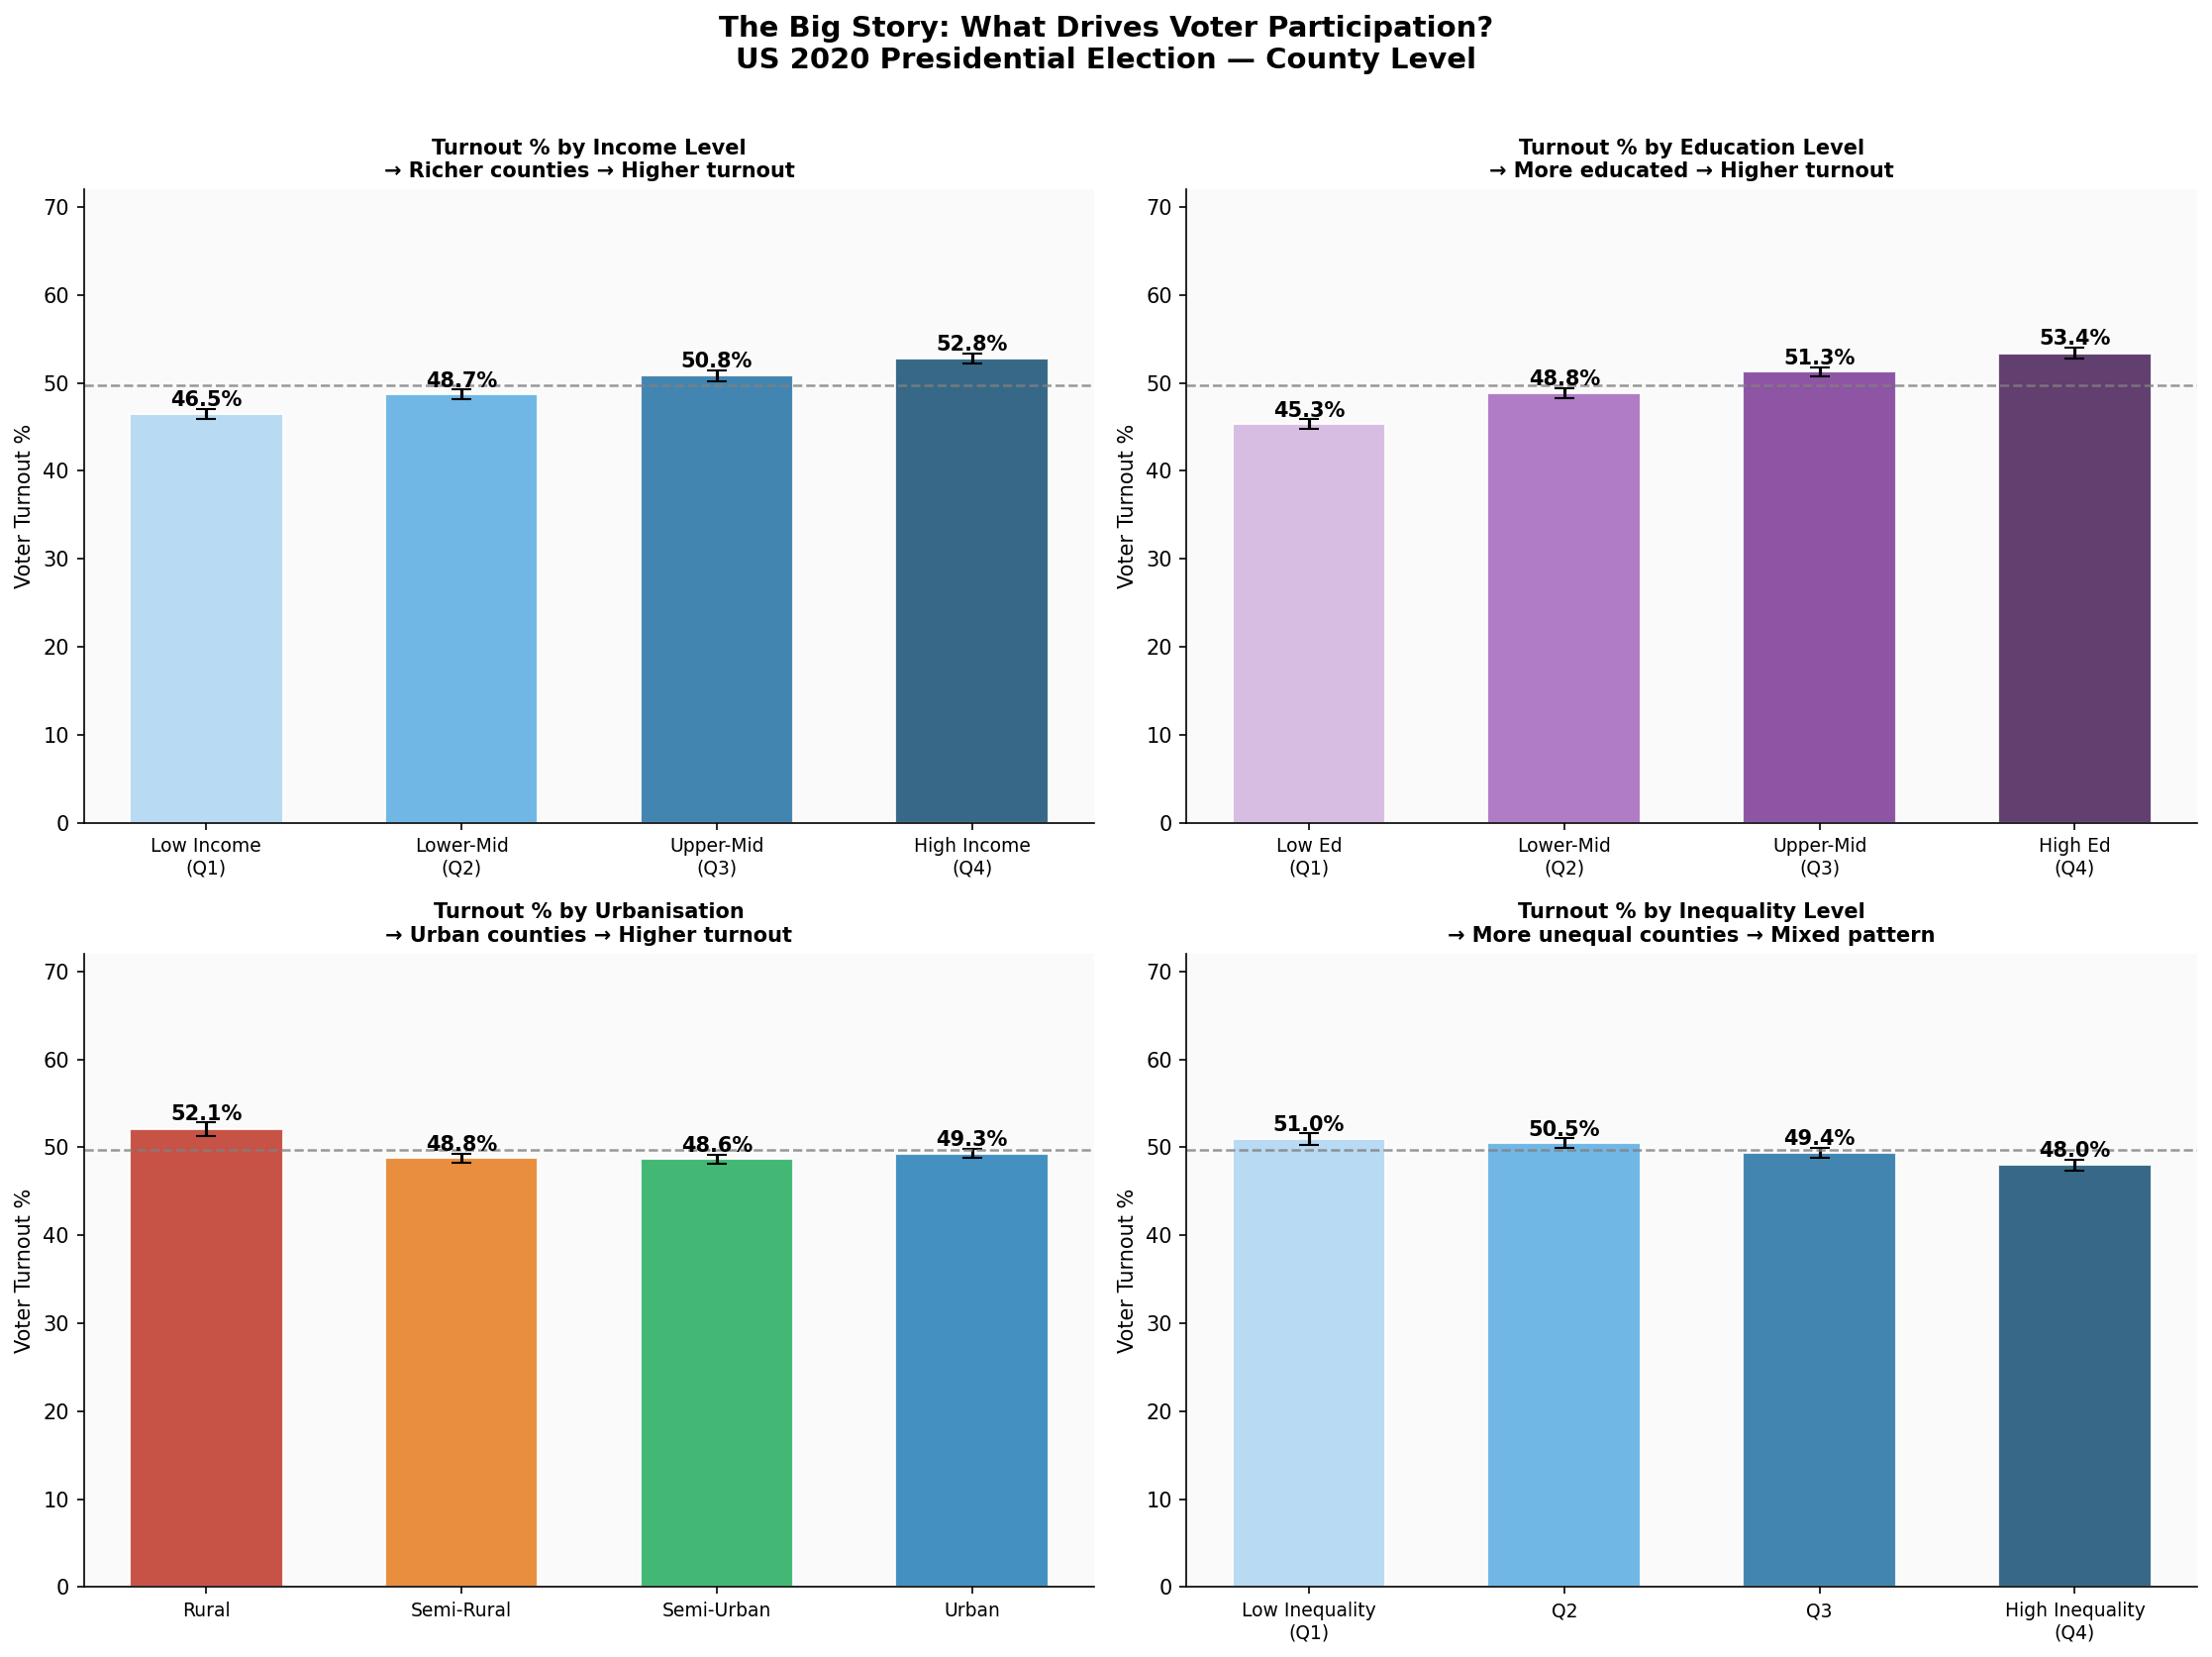 The Big Story: What Drives Voter Participation?
US 2020 Presidential Election — County Level
Turnout % by Income Level
→ Richer counties → Higher turnout
Voter Turnout %
70
60
50
40
30
20
10
0
46.5%
48.7%
50.8%
52.8%
Low Income
(Q1)
Lower-Mid
(Q2)
Upper-Mid
(Q3)
High Income
(Q4)
Turnout % by Education Level
→ More educated → Higher turnout
Voter Turnout %
70
60
50
40
30
20
10
0
45.3%
48.8%
51.3%
53.4%
Low Ed
(Q1)
Lower-Mid
(Q2)
Upper-Mid
(Q3)
High Ed
(Q4)
Turnout % by Urbanisation
→ Urban counties → Higher turnout
Voter Turnout %
70
60
50
40
30
20
10
0
52.1%
48.8%
48.6%
49.3%
Rural
Semi-Rural
Semi-Urban
Urban
Turnout % by Inequality Level
→ More unequal counties → Mixed pattern
Voter Turnout %
70
60
50
40
30
20
10
0
51.0%
50.5%
49.4%
48.0%
Low Inequality
(Q1)
Q2
Q3
High Inequality
(Q4)